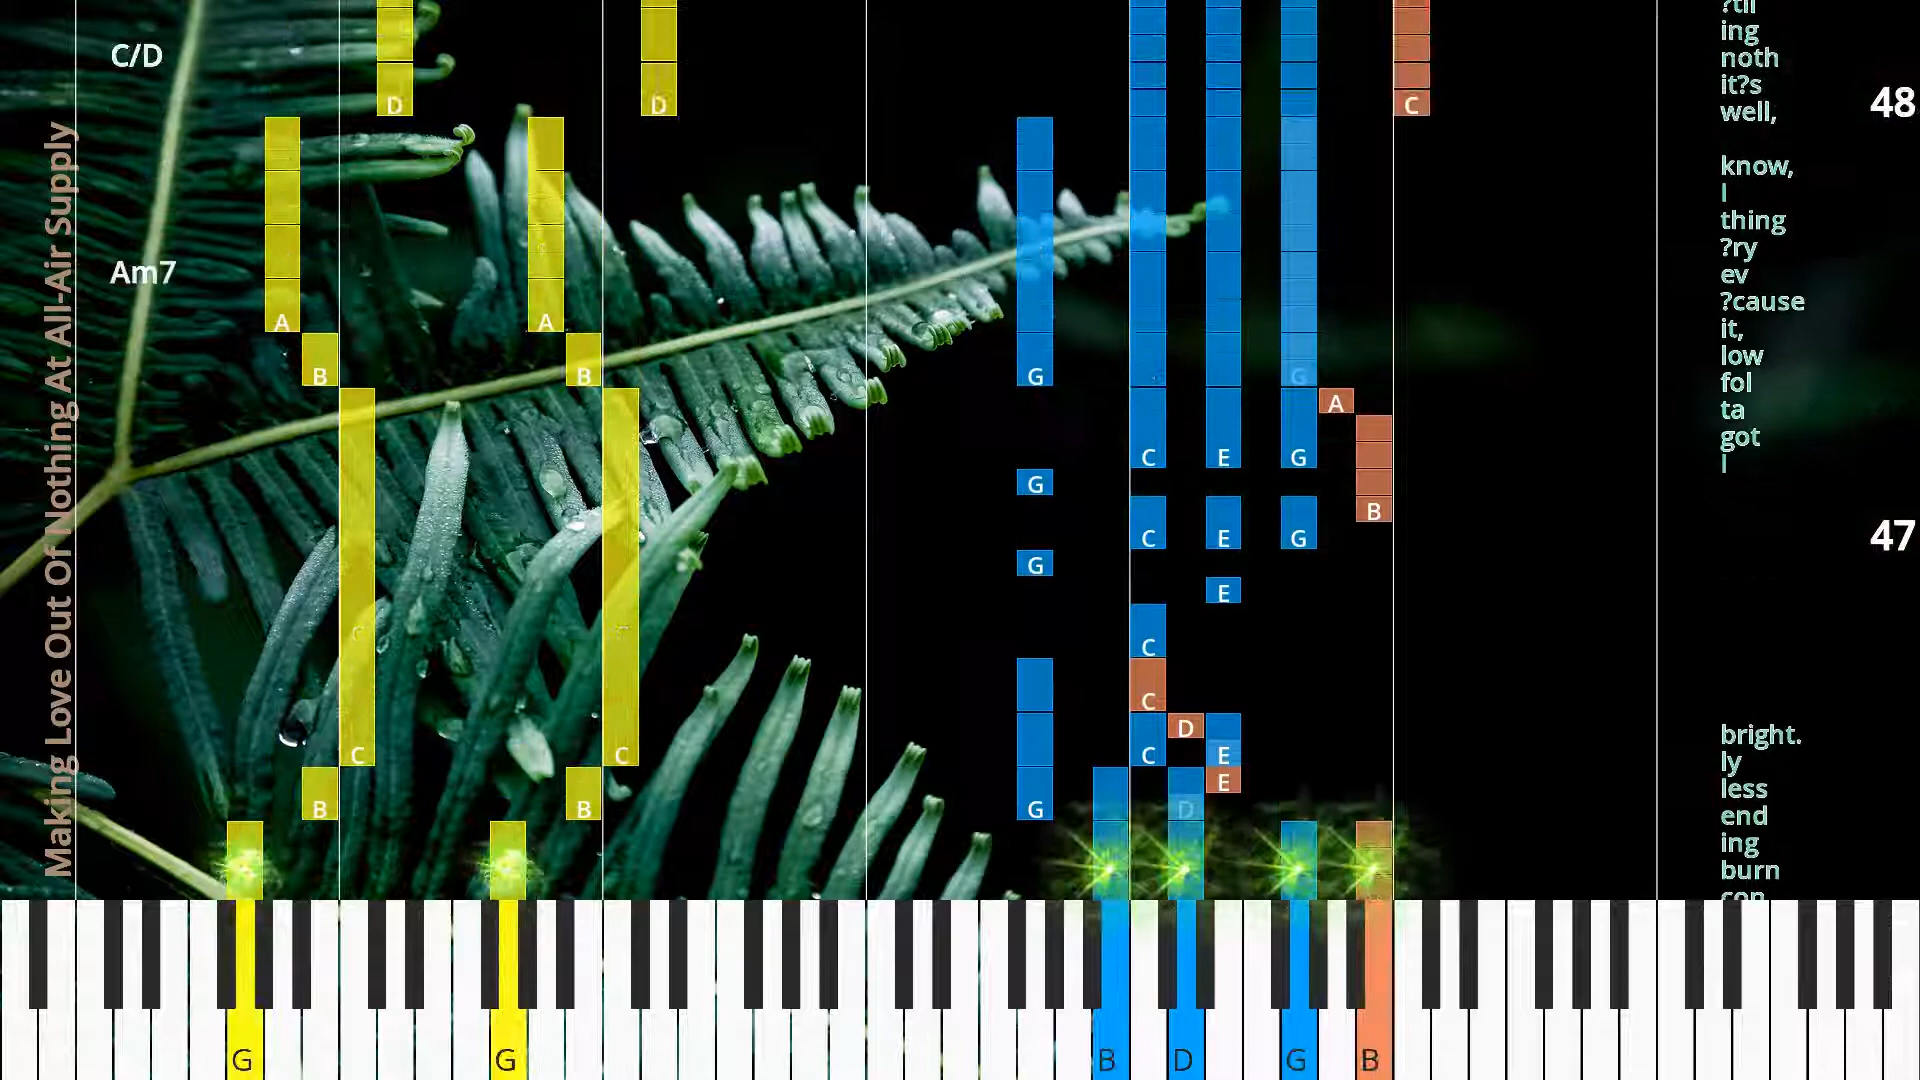 Making Love Out Of Nothing At All-Air Supply
C/D
D
D
C
48
?til
ing
noth
it?s
well,
know,
I
thing
?ry
ev
?cause
it,
low
fol
ta
got
I
Am7
A
A
B
B
G
G
A
C
E
G
B
G
C
E
G
47
G
E
C
C
D
C
E
E
C
C
B
B
G
D
bright.
ly
less
end
ing
burn
con
G
G
B
D
G
B